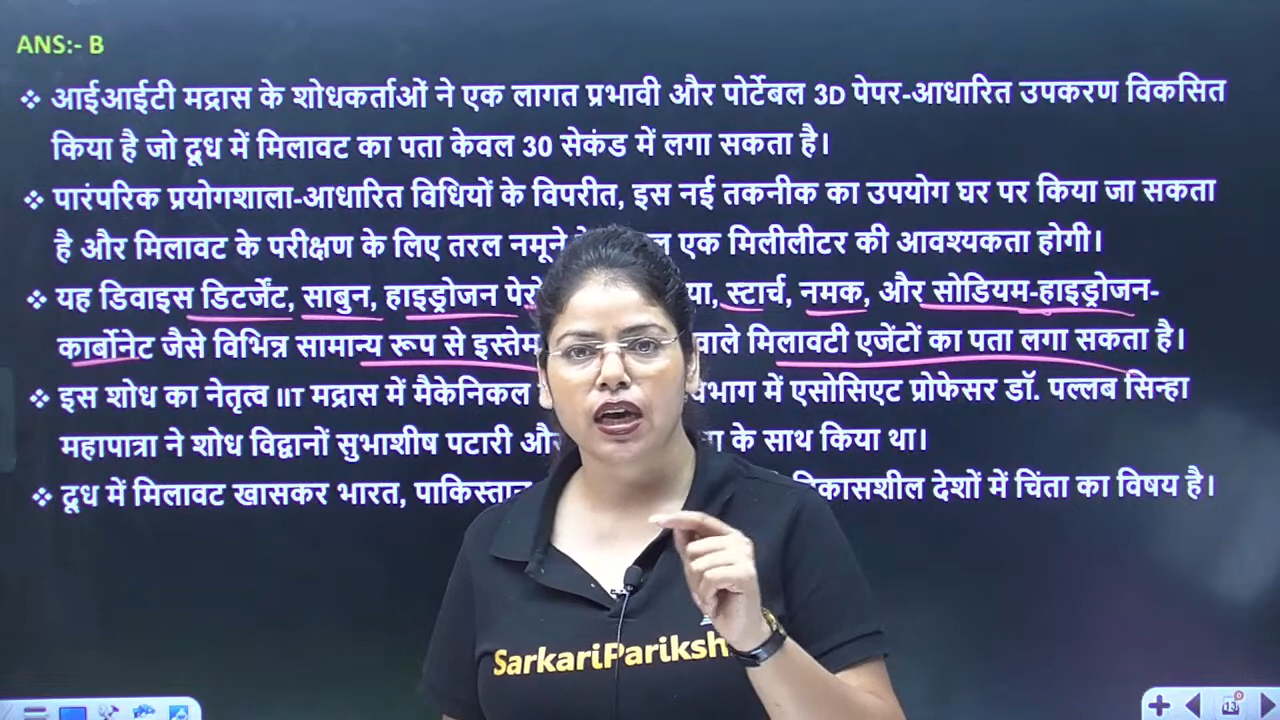 ANS:- B
❖ आईआईटी मद्रास के शोधकर्ताओं ने एक लागत प्रभावी और पोर्टेबल 3D पेपर-आधारित उपकरण विकसित
किया है जो दूध में मिलावट का पता केवल 30 सेकंड में लगा सकता है।
❖ पारंपरिक प्रयोगशाला-आधारित विधियों के विपरीत, इस नई तकनीक का उपयोग घर पर किया जा सकता
है और मिलावट के परीक्षण के लिए तरल नमूने एक मिलीलीटर की आवश्यकता होगी।
❖ यह डिवाइस डिटर्जेंट, साबुन, हाइड्रोजन स्टार्च, नमक, और सोडियम-हाइड्रोजन-
कार्बोनेट जैसे विभिन्न सामान्य रूप से वाले मिलावटी एजेंटों का पता लगा सकता है।
❖ इस शोध का नेतृत्व IIT मद्रास में मैकेनिकल में एसोसिएट प्रोफेसर डॉ. पल्लब सिन्हा
महापात्रा ने शोध विद्वानों सुभाशीष पटारी के साथ किया था।
❖ दूध में मिलावट खासकर भारत, पाकिस्तान देशों में चिंता का विषय है।
SarkariPariksh
13